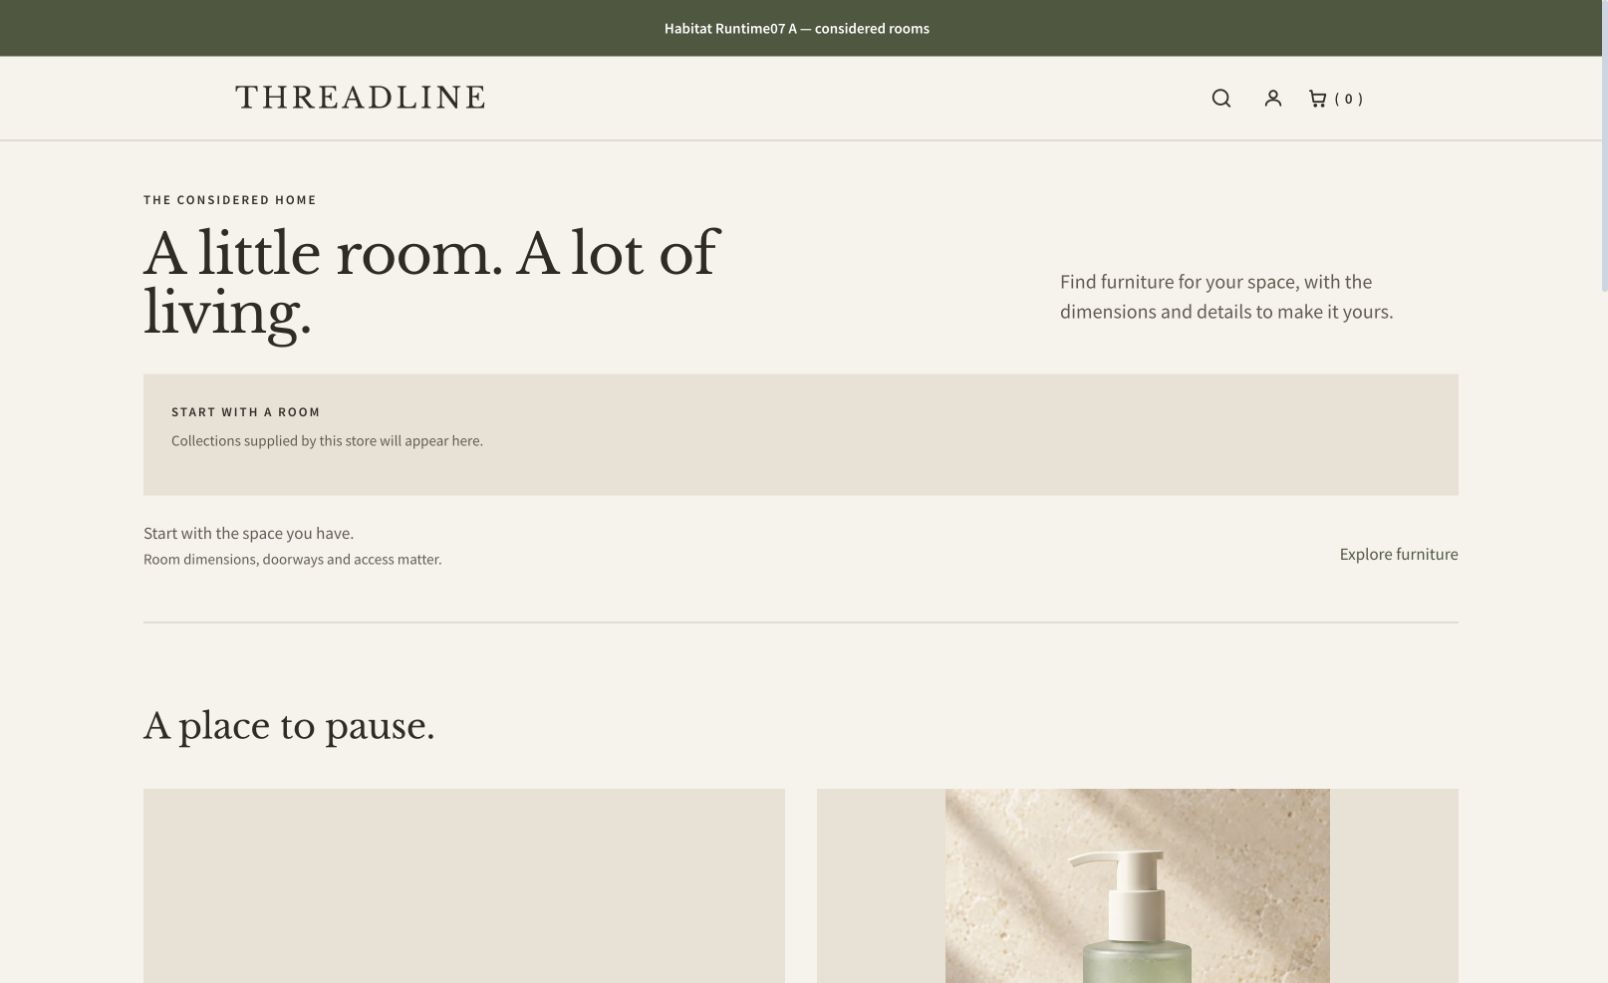 Habitat Runtime07 A — considered rooms
THREADLINE
( 0 )
THE CONSIDERED HOME
A little room. A lot of
living.
Find furniture for your space, with the
dimensions and details to make it yours.
START WITH A ROOM
Collections supplied by this store will appear here.
Start with the space you have.
Room dimensions, doorways and access matter.
Explore furniture
A place to pause.